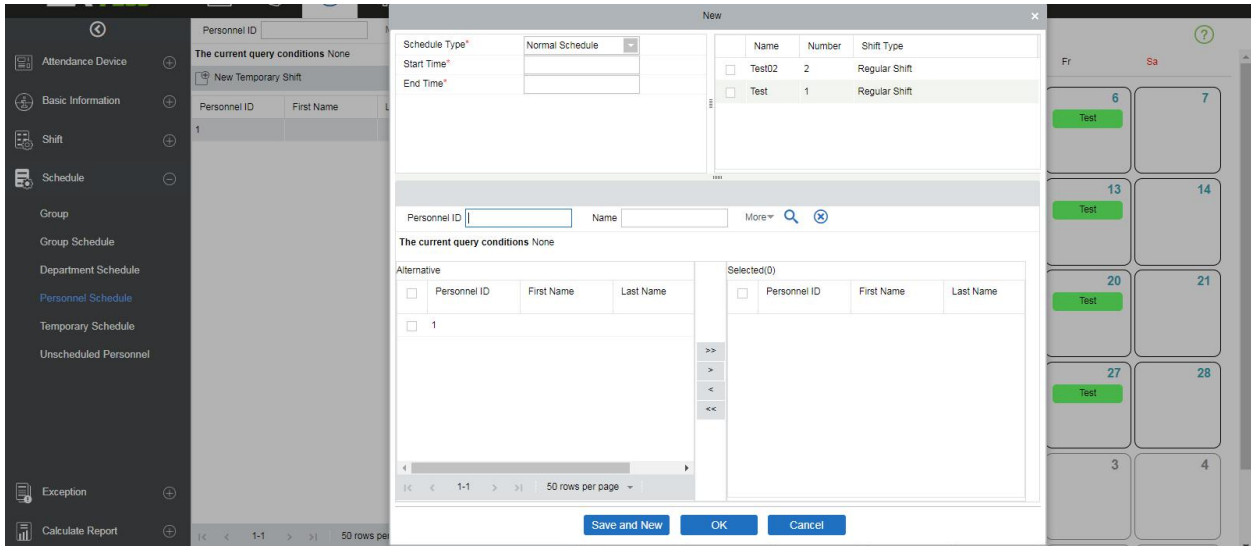 New
Personnel ID
The current query conditions None
New Temporary Shift
Personnel ID First Name
1
1-1 50 rows per
Attendance Device
Basic Information
Shift
Schedule
Group
Group Schedule
Department Schedule
Personnel Schedule
Temporary Schedule
Unscheduled Personnel
Exception
Calculate Report
Schedule Type* Normal Schedule
Start Time*
End Time*
Name Number Shift Type
Test02 2 Regular Shift
Test 1 Regular Shift
Personnel ID Name More
The current query conditions None
Alternative
Personnel ID First Name Last Name
1
>>
>
<
<<
Selected(0)
Personnel ID First Name Last Name
|< < 1-1 > >| 50 rows per page
Save and New OK Cancel
?
Fr Sa
6 7
Test
13 14
Test
20 21
Test
27 28
Test
3 4